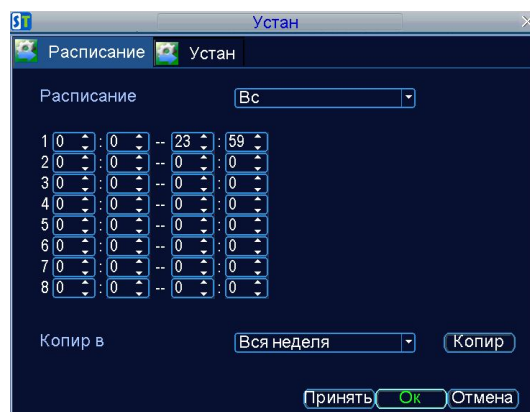 ST Устан
Расписание Устан
Расписание Вс
1 0 : 0 -- 23 : 59
2 0 : 0 -- 0 : 0
3 0 : 0 -- 0 : 0
4 0 : 0 -- 0 : 0
5 0 : 0 -- 0 : 0
6 0 : 0 -- 0 : 0
7 0 : 0 -- 0 : 0
8 0 : 0 -- 0 : 0
Копир в Вся неделя Копир
Принять Ок Отмена